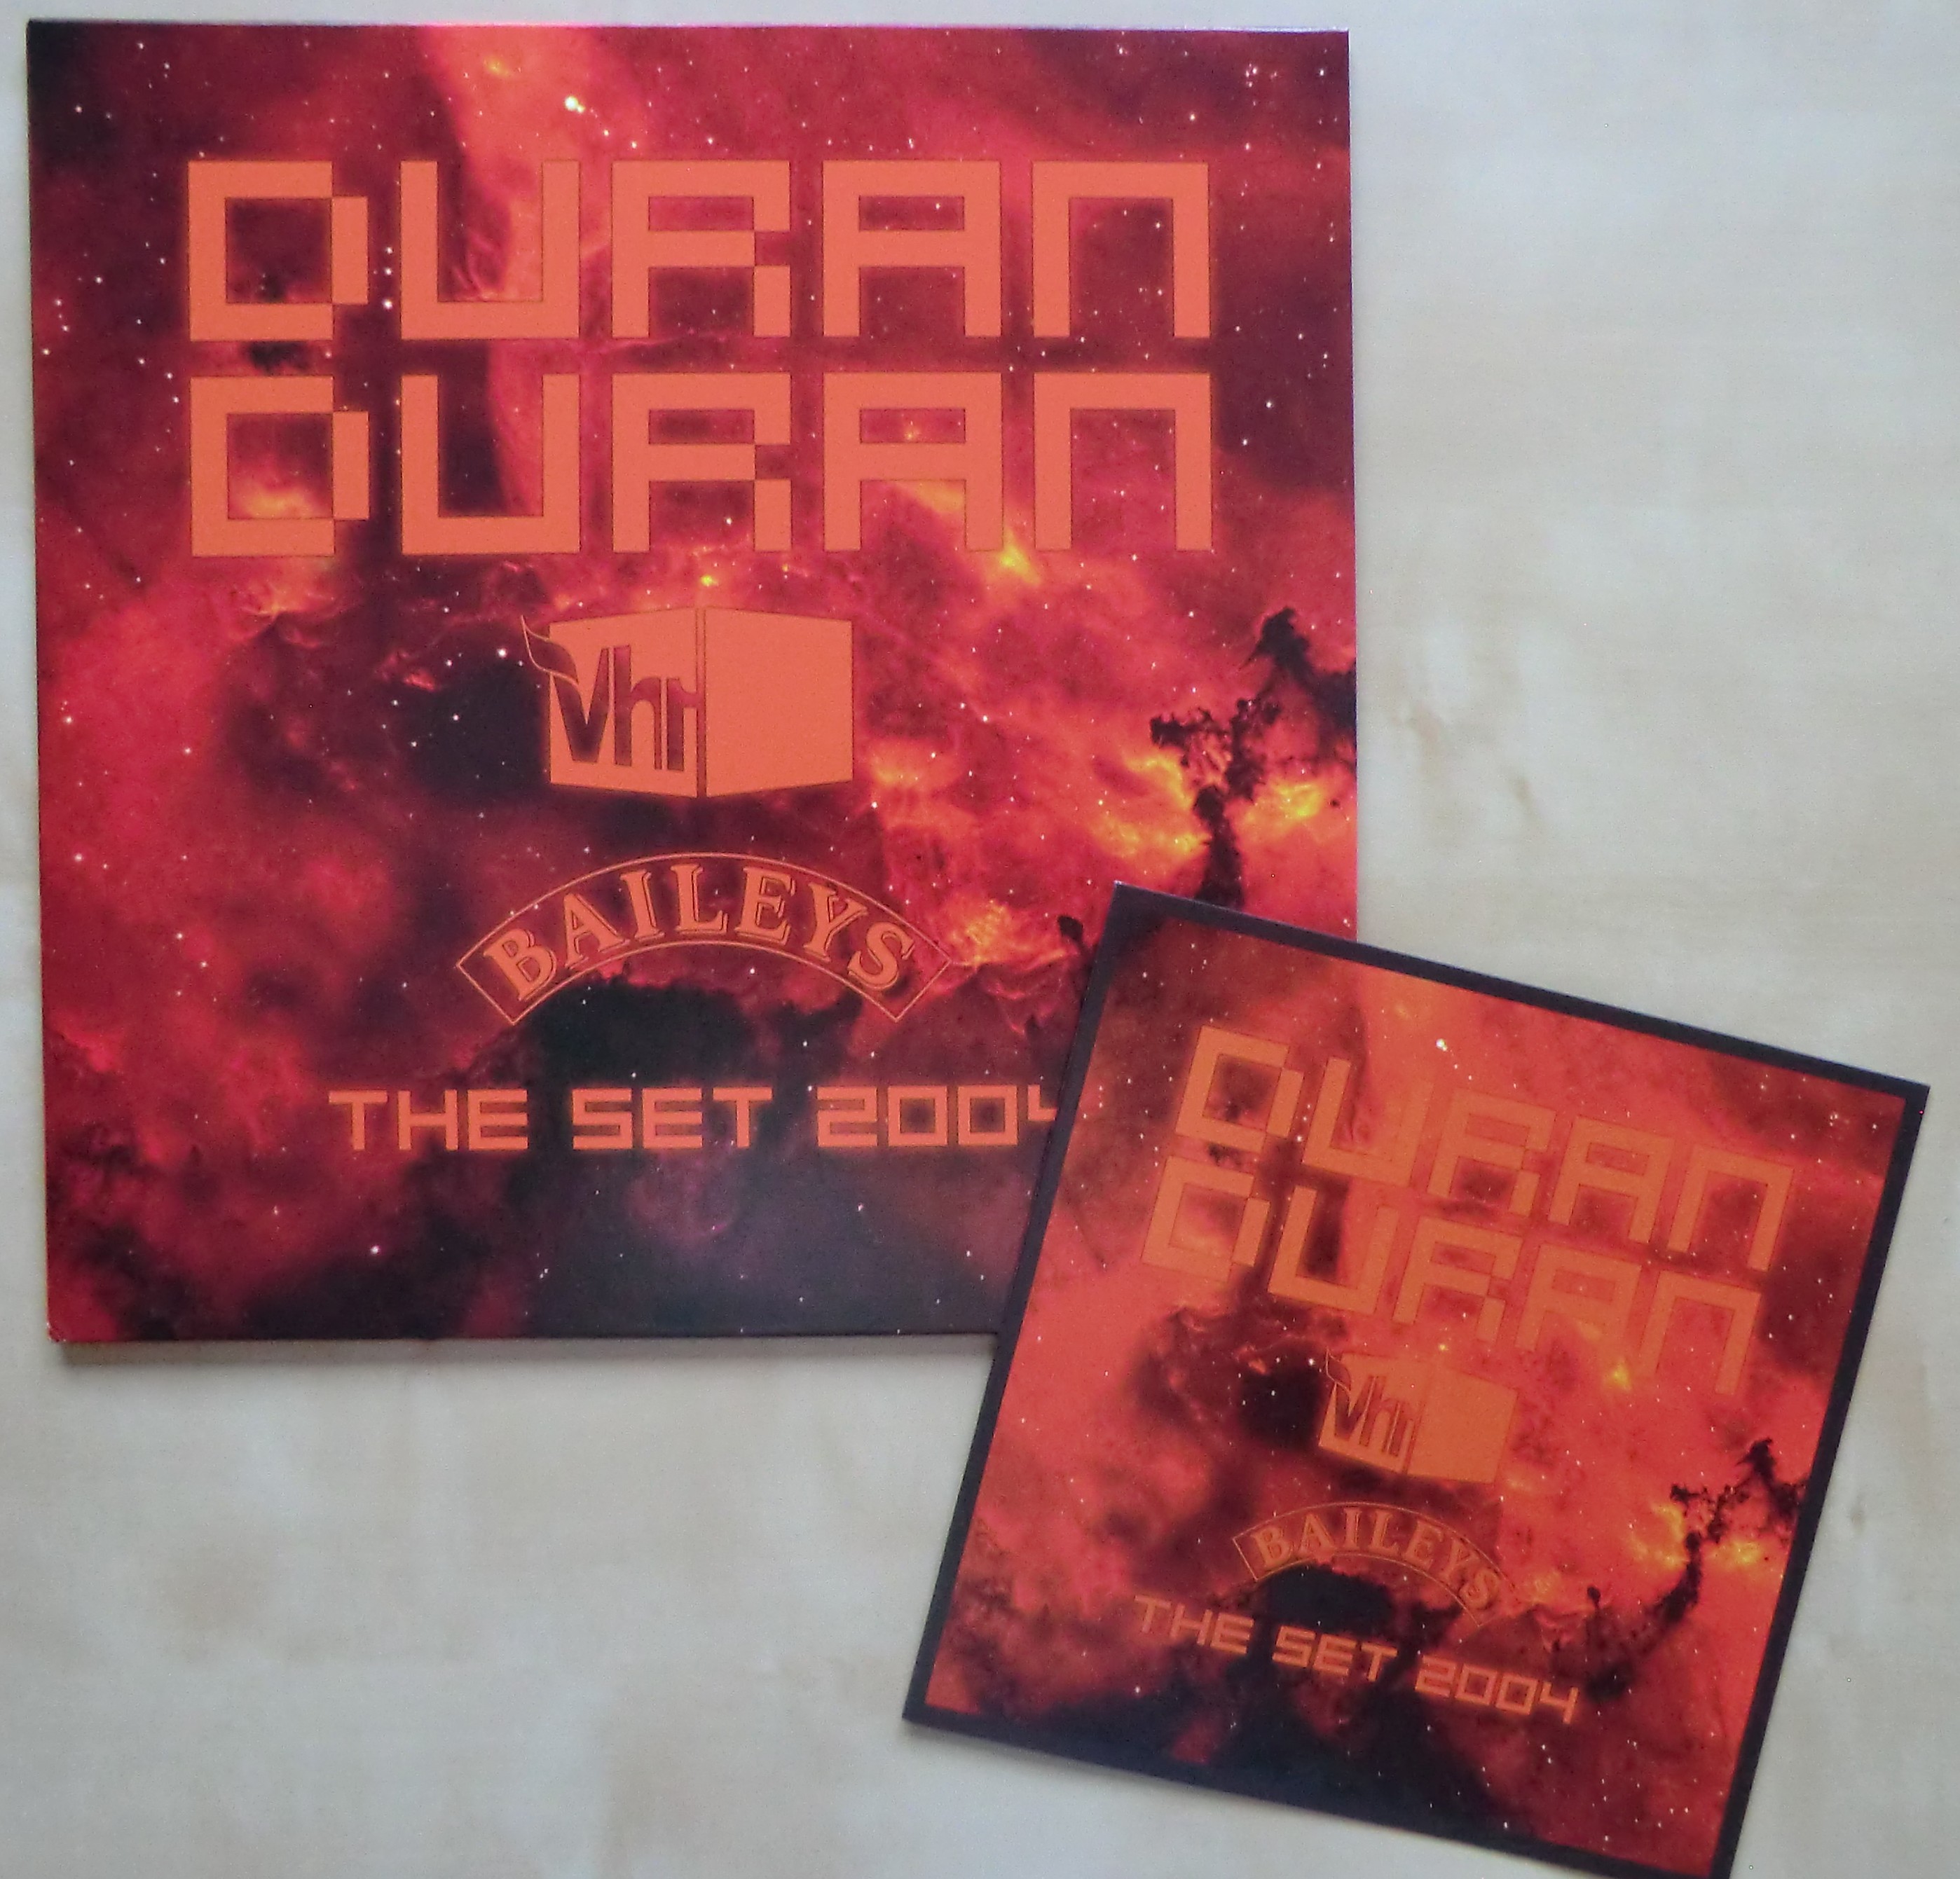 DURAN
DURAN
Vh1
BAILEYS
THE SET 2004
DURAN
DURAN
Vh1
BAILEYS
THE SET 2004